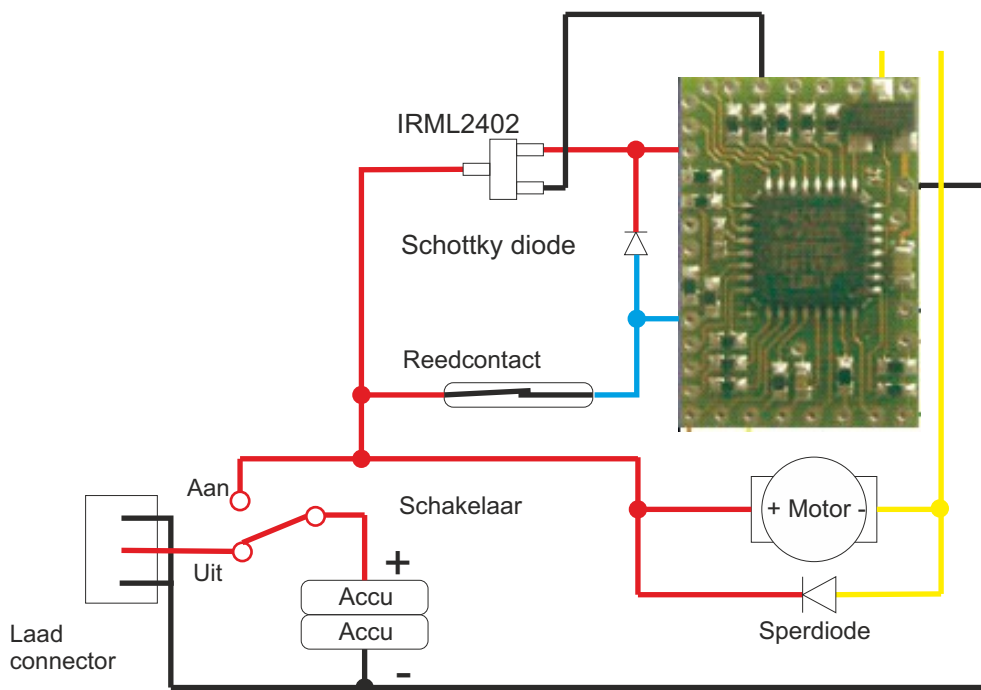 IRML2402
Schottky diode
Reedcontact
Aan
Schakelaar
+ Motor -
Uit
+
Accu
Accu
Sperdiode
Laad
connector
-